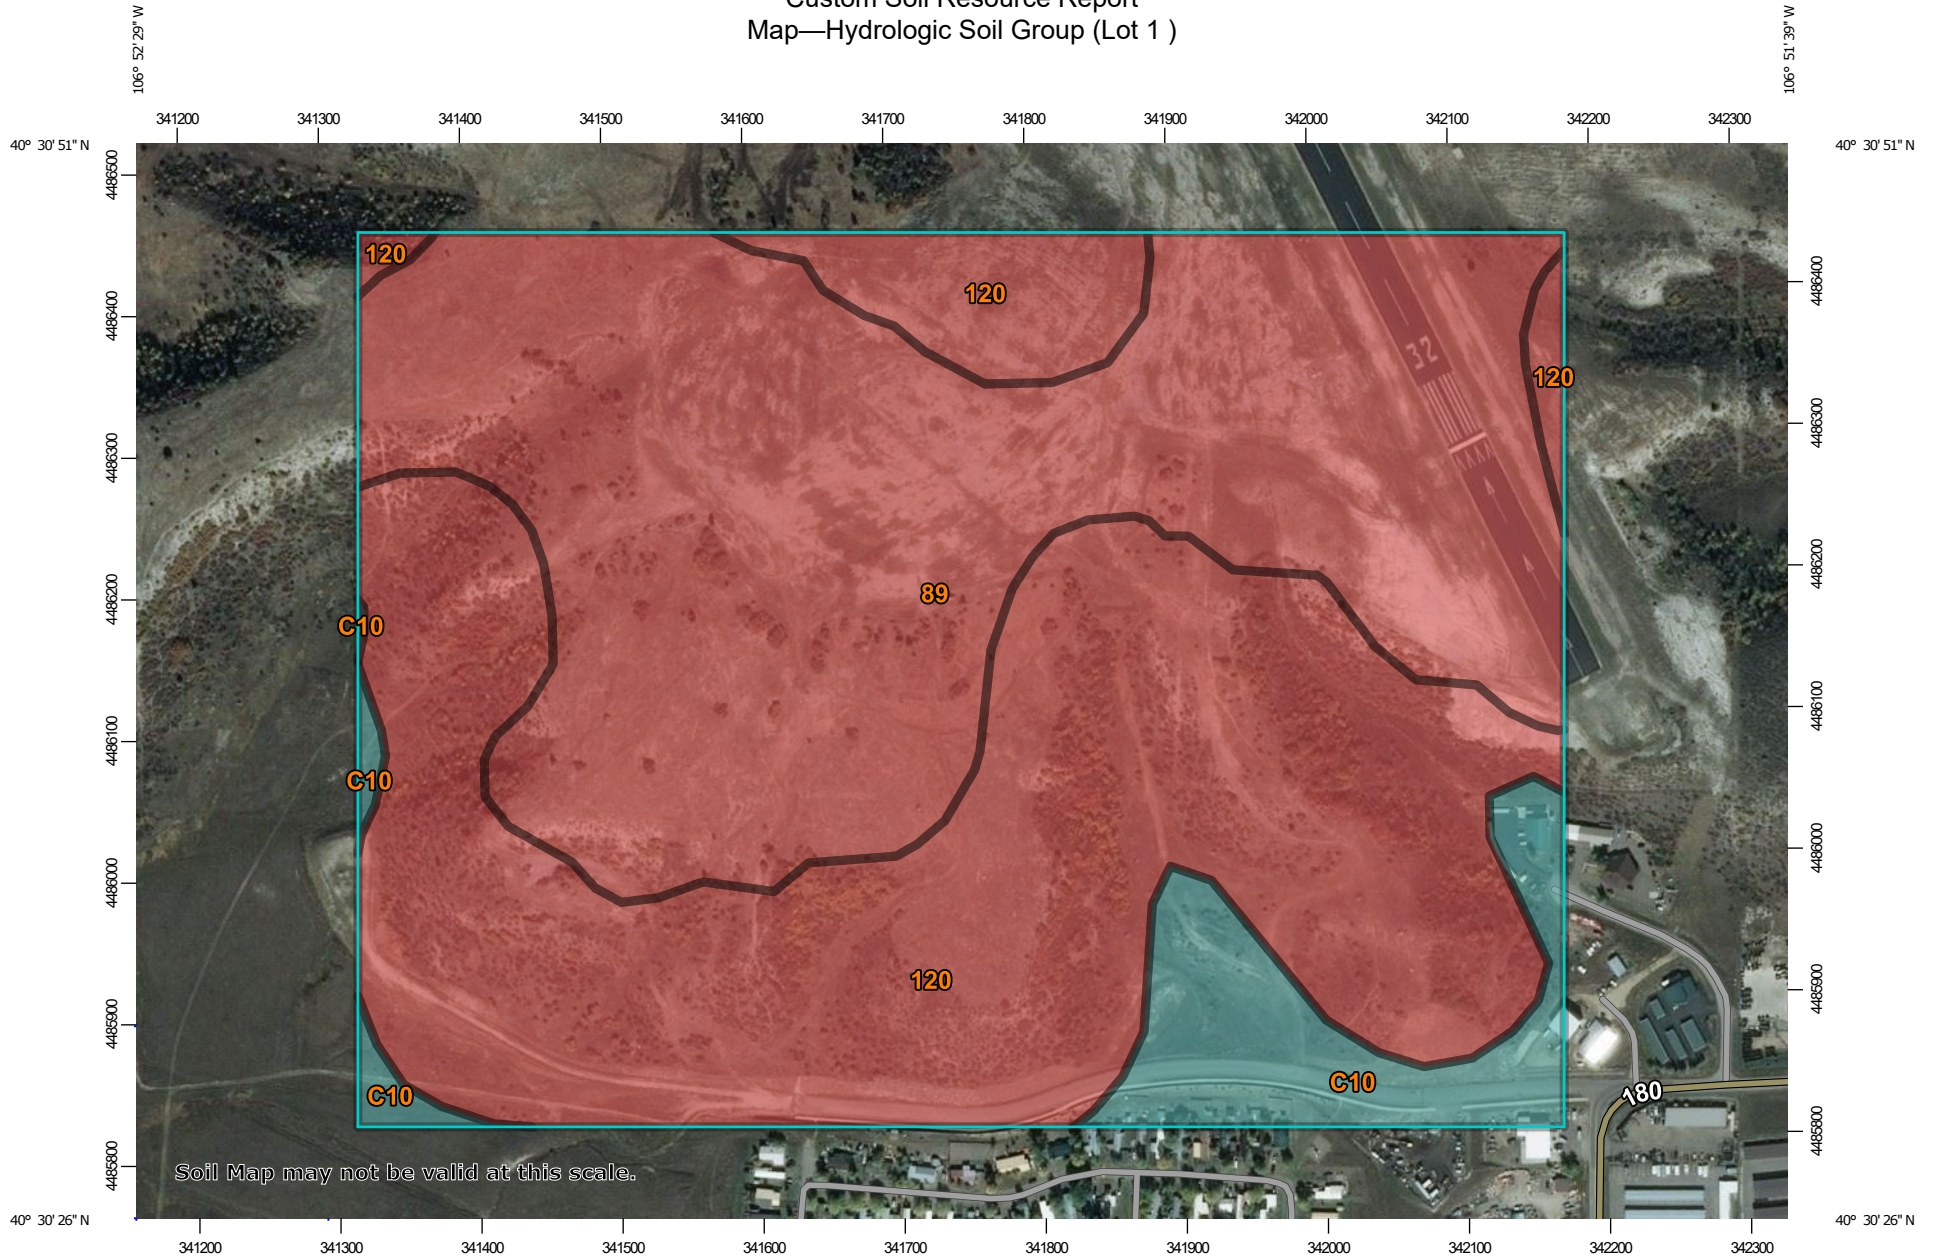 Custom Soil Resource Report
Map—Hydrologic Soil Group (Lot 1 )
106° 52' 29'' W
106° 51' 39'' W
341200 341300 341400 341500 341600 341700 341800 341900 342000 342100 342200 342300
40° 30' 51'' N
40° 30' 51'' N
4486500
4486400
4486300
4486200
4486100
4486000
4485900
4485800
4486400
4486300
4486200
4486100
4486000
4485900
4485800
120
120
120
32
89
C10
C10
120
C10
C10
180
Soil Map may not be valid at this scale.
40° 30' 26'' N
40° 30' 26'' N
341200 341300 341400 341500 341600 341700 341800 341900 342000 342100 342200 342300